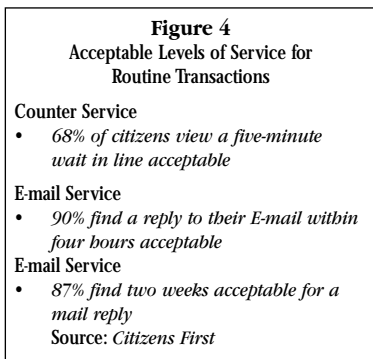 Figure 4
Acceptable Levels of Service for
Routine Transactions
Counter Service
• 68% of citizens view a five-minute
wait in line acceptable
E-mail Service
• 90% find a reply to their E-mail within
four hours acceptable
E-mail Service
• 87% find two weeks acceptable for a
mail reply
Source: Citizens First